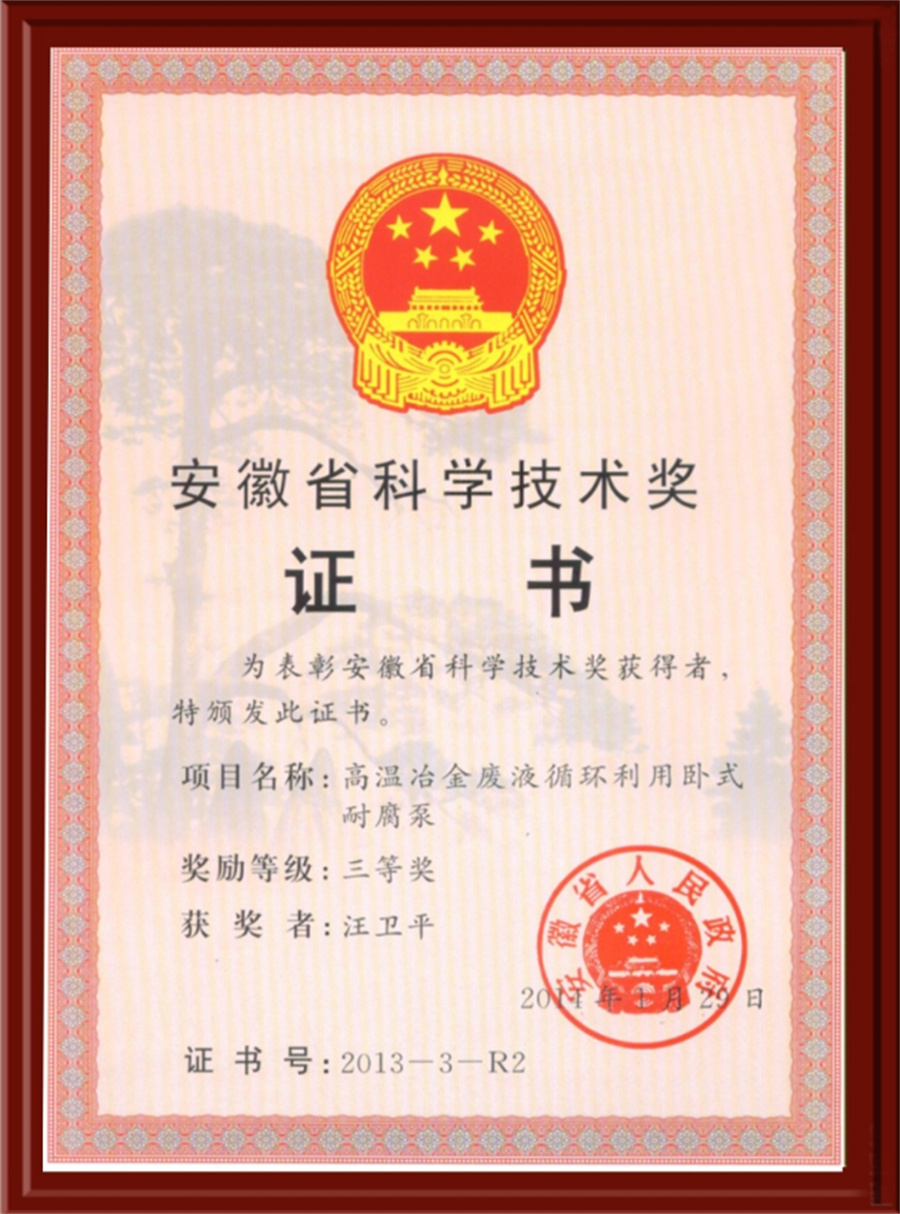 安徽省科学技术奖
证 书
为表彰安徽省科学技术奖获得者，
特颁发此证书。
项目名称：高温冶金废液循环利用卧式
耐腐泵
奖励等级：三等奖
获 奖 者：汪卫平
安徽省人民政府
2014年1月29日
证 书 号：2013－3－R2